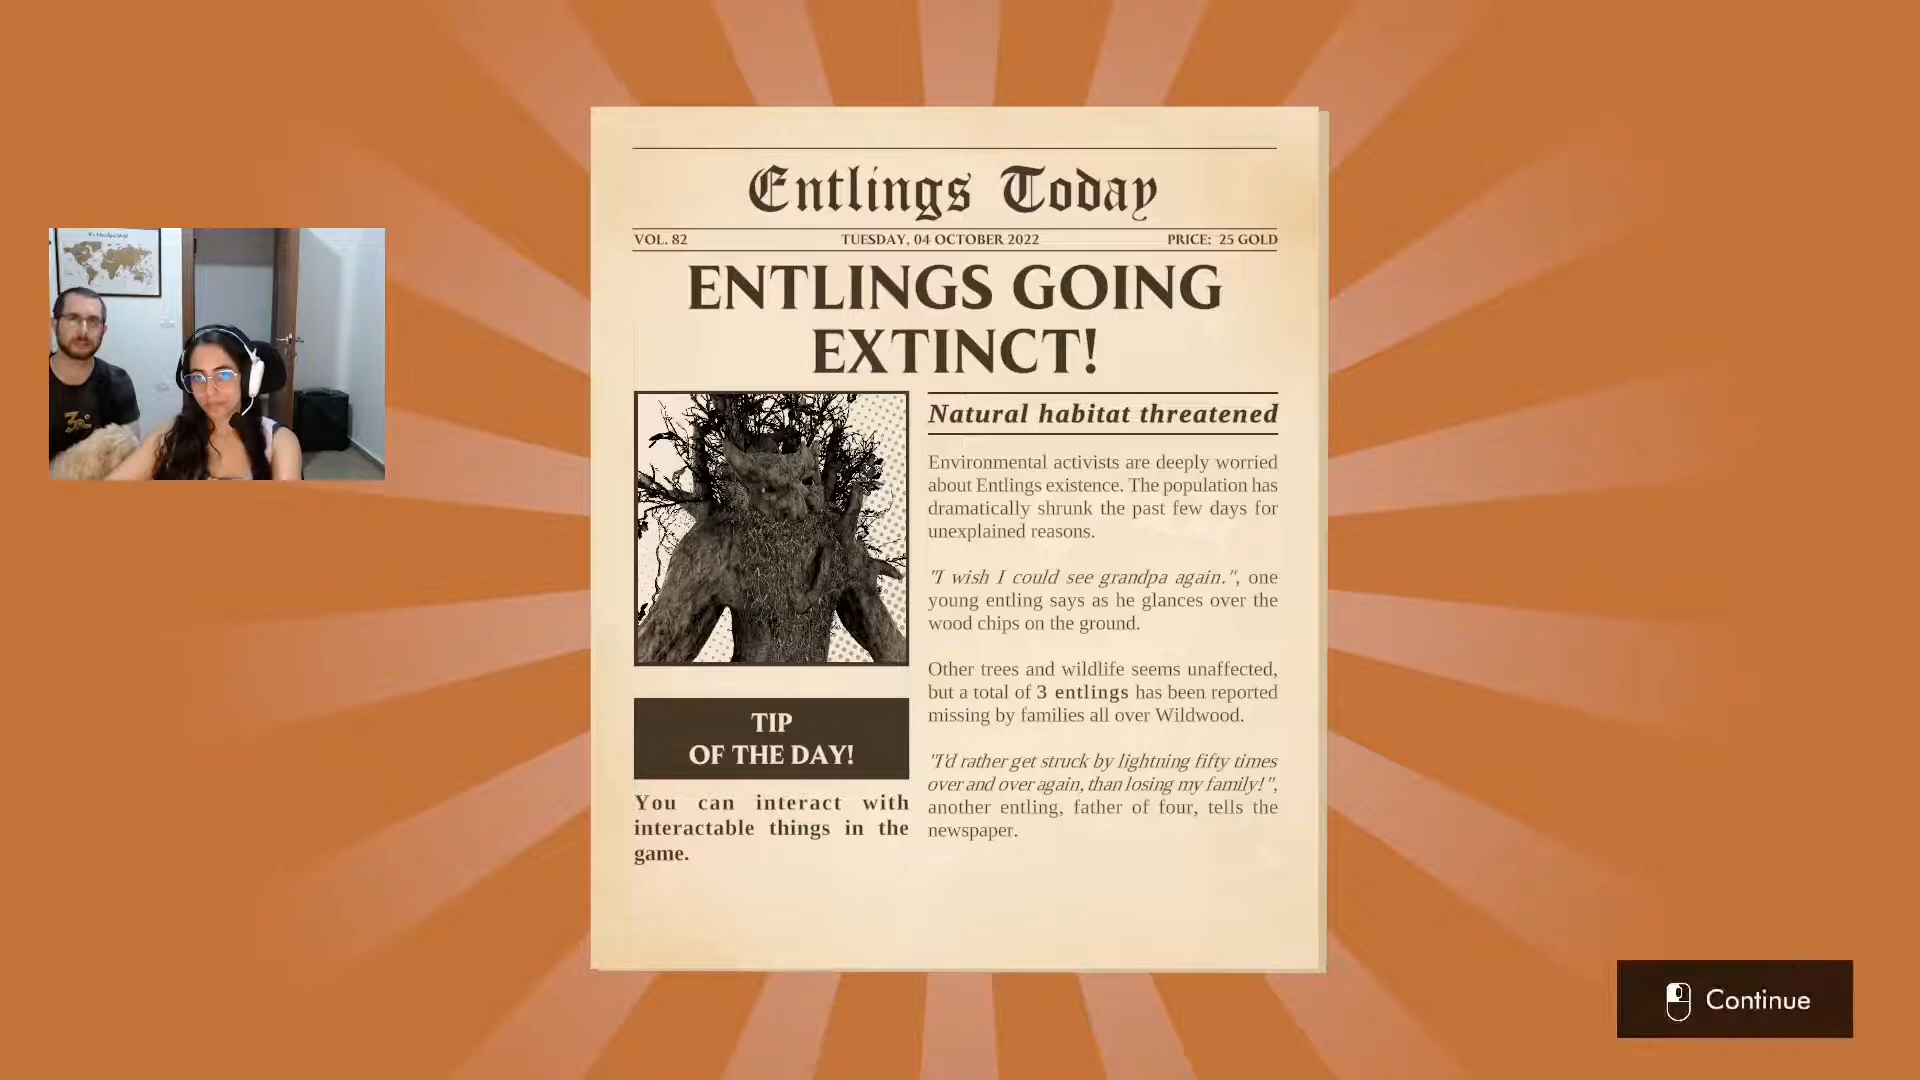 Entlings Today
VOL. 82 TUESDAY, 04 OCTOBER 2022 PRICE: 25 GOLD
ENTLINGS GOING
EXTINCT!
Natural habitat threatened
Environmental activists are deeply worried
about Entlings existence. The population has
dramatically shrunk the past few days for
unexplained reasons.
"I wish I could see grandpa again.", one
young entling says as he glances over the
wood chips on the ground.
Other trees and wildlife seems unaffected,
but a total of 3 entlings has been reported
missing by families all over Wildwood.
"I'd rather get struck by lightning fifty times
over and over again, than losing my family!",
another entling, father of four, tells the
newspaper.
TIP
OF THE DAY!
You can interact with
interactable things in the
game.
Continue